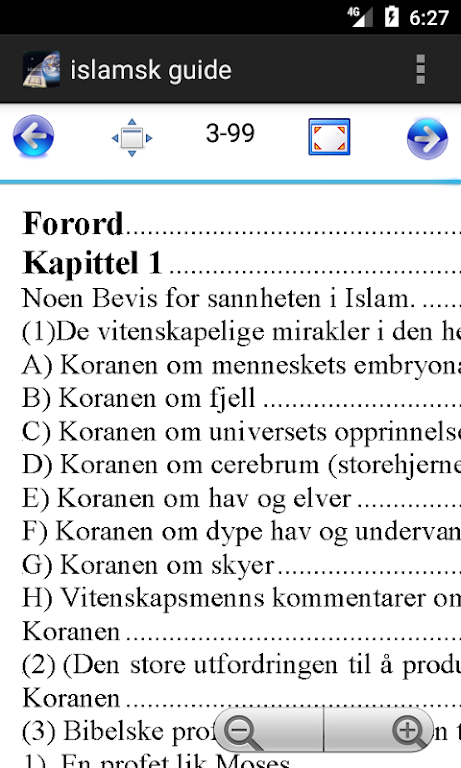 4G 6:27
islamsk guide
3-99
Forord..............................................
Kapittel 1 ........................................
Noen Bevis for sannheten i Islam. .....
(1)De vitenskapelige mirakler i den he
A) Koranen om menneskets embryona
B) Koranen om fjell ...........................
C) Koranen om universets opprinnelse
D) Koranen om cerebrum (storehjerne
E) Koranen om hav og elver ..............
F) Koranen om dype hav og undervan
G) Koranen om skyer.........................
H) Vitenskapsmenns kommentarer om
Koranen .............................................
(2) (Den store utfordringen til å produ
Koranen .............................................
(3) Bibelske pro
1). En profet lik Moses